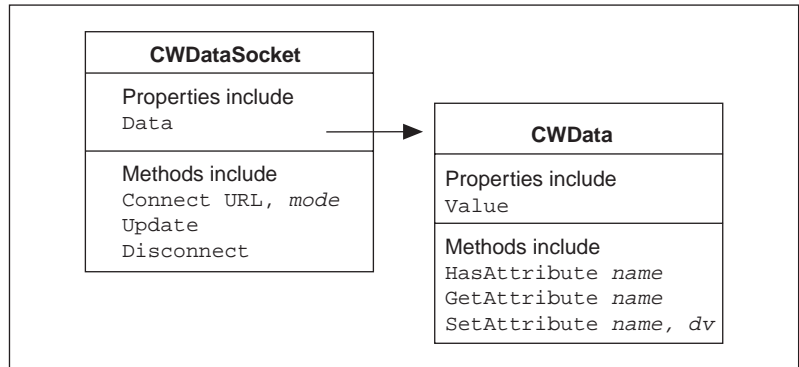 CWDataSocket
Properties include
Data
Methods include
Connect URL, mode
Update
Disconnect
CWData
Properties include
Value
Methods include
HasAttribute name
GetAttribute name
SetAttribute name, dv